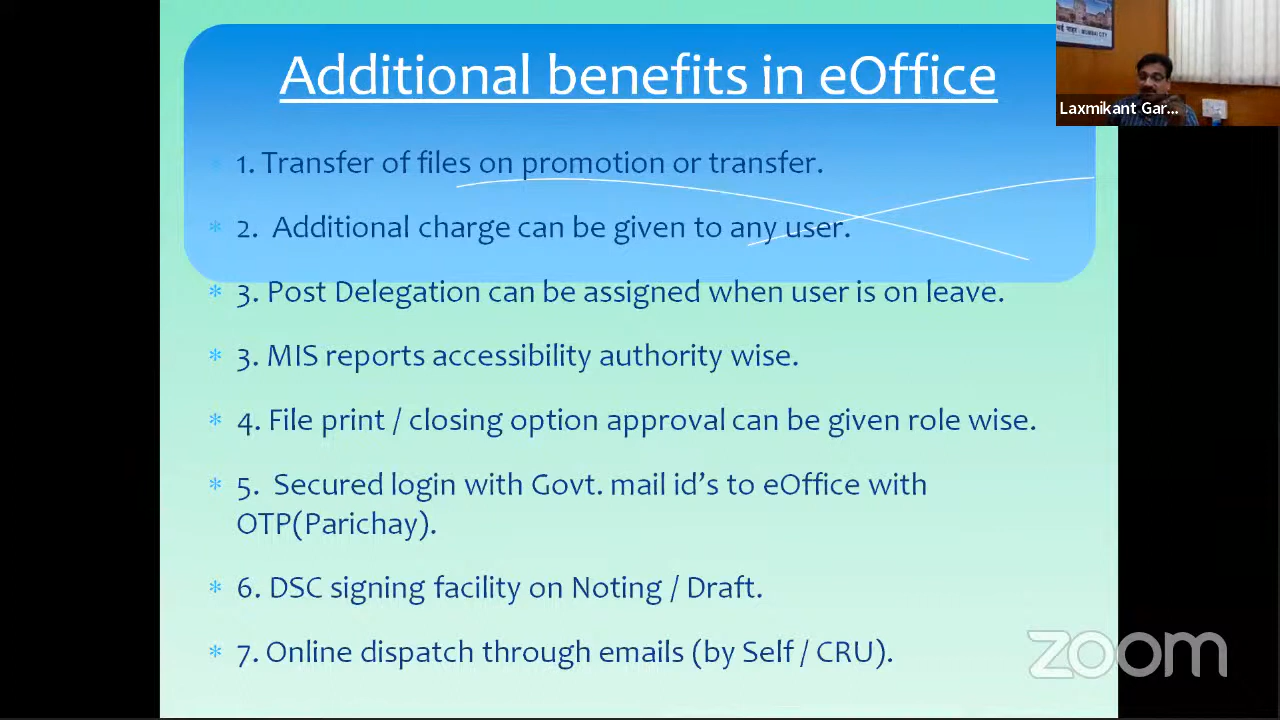 Additional benefits in eOffice
Laxmikant Gar...
* 1. Transfer of files on promotion or transfer.
* 2. Additional charge can be given to any user.
* 3. Post Delegation can be assigned when user is on leave.
* 3. MIS reports accessibility authority wise.
* 4. File print / closing option approval can be given role wise.
* 5. Secured login with Govt. mail id’s to eOffice with
OTP(Parichay).
* 6. DSC signing facility on Noting / Draft.
* 7. Online dispatch through emails (by Self / CRU).
zoom